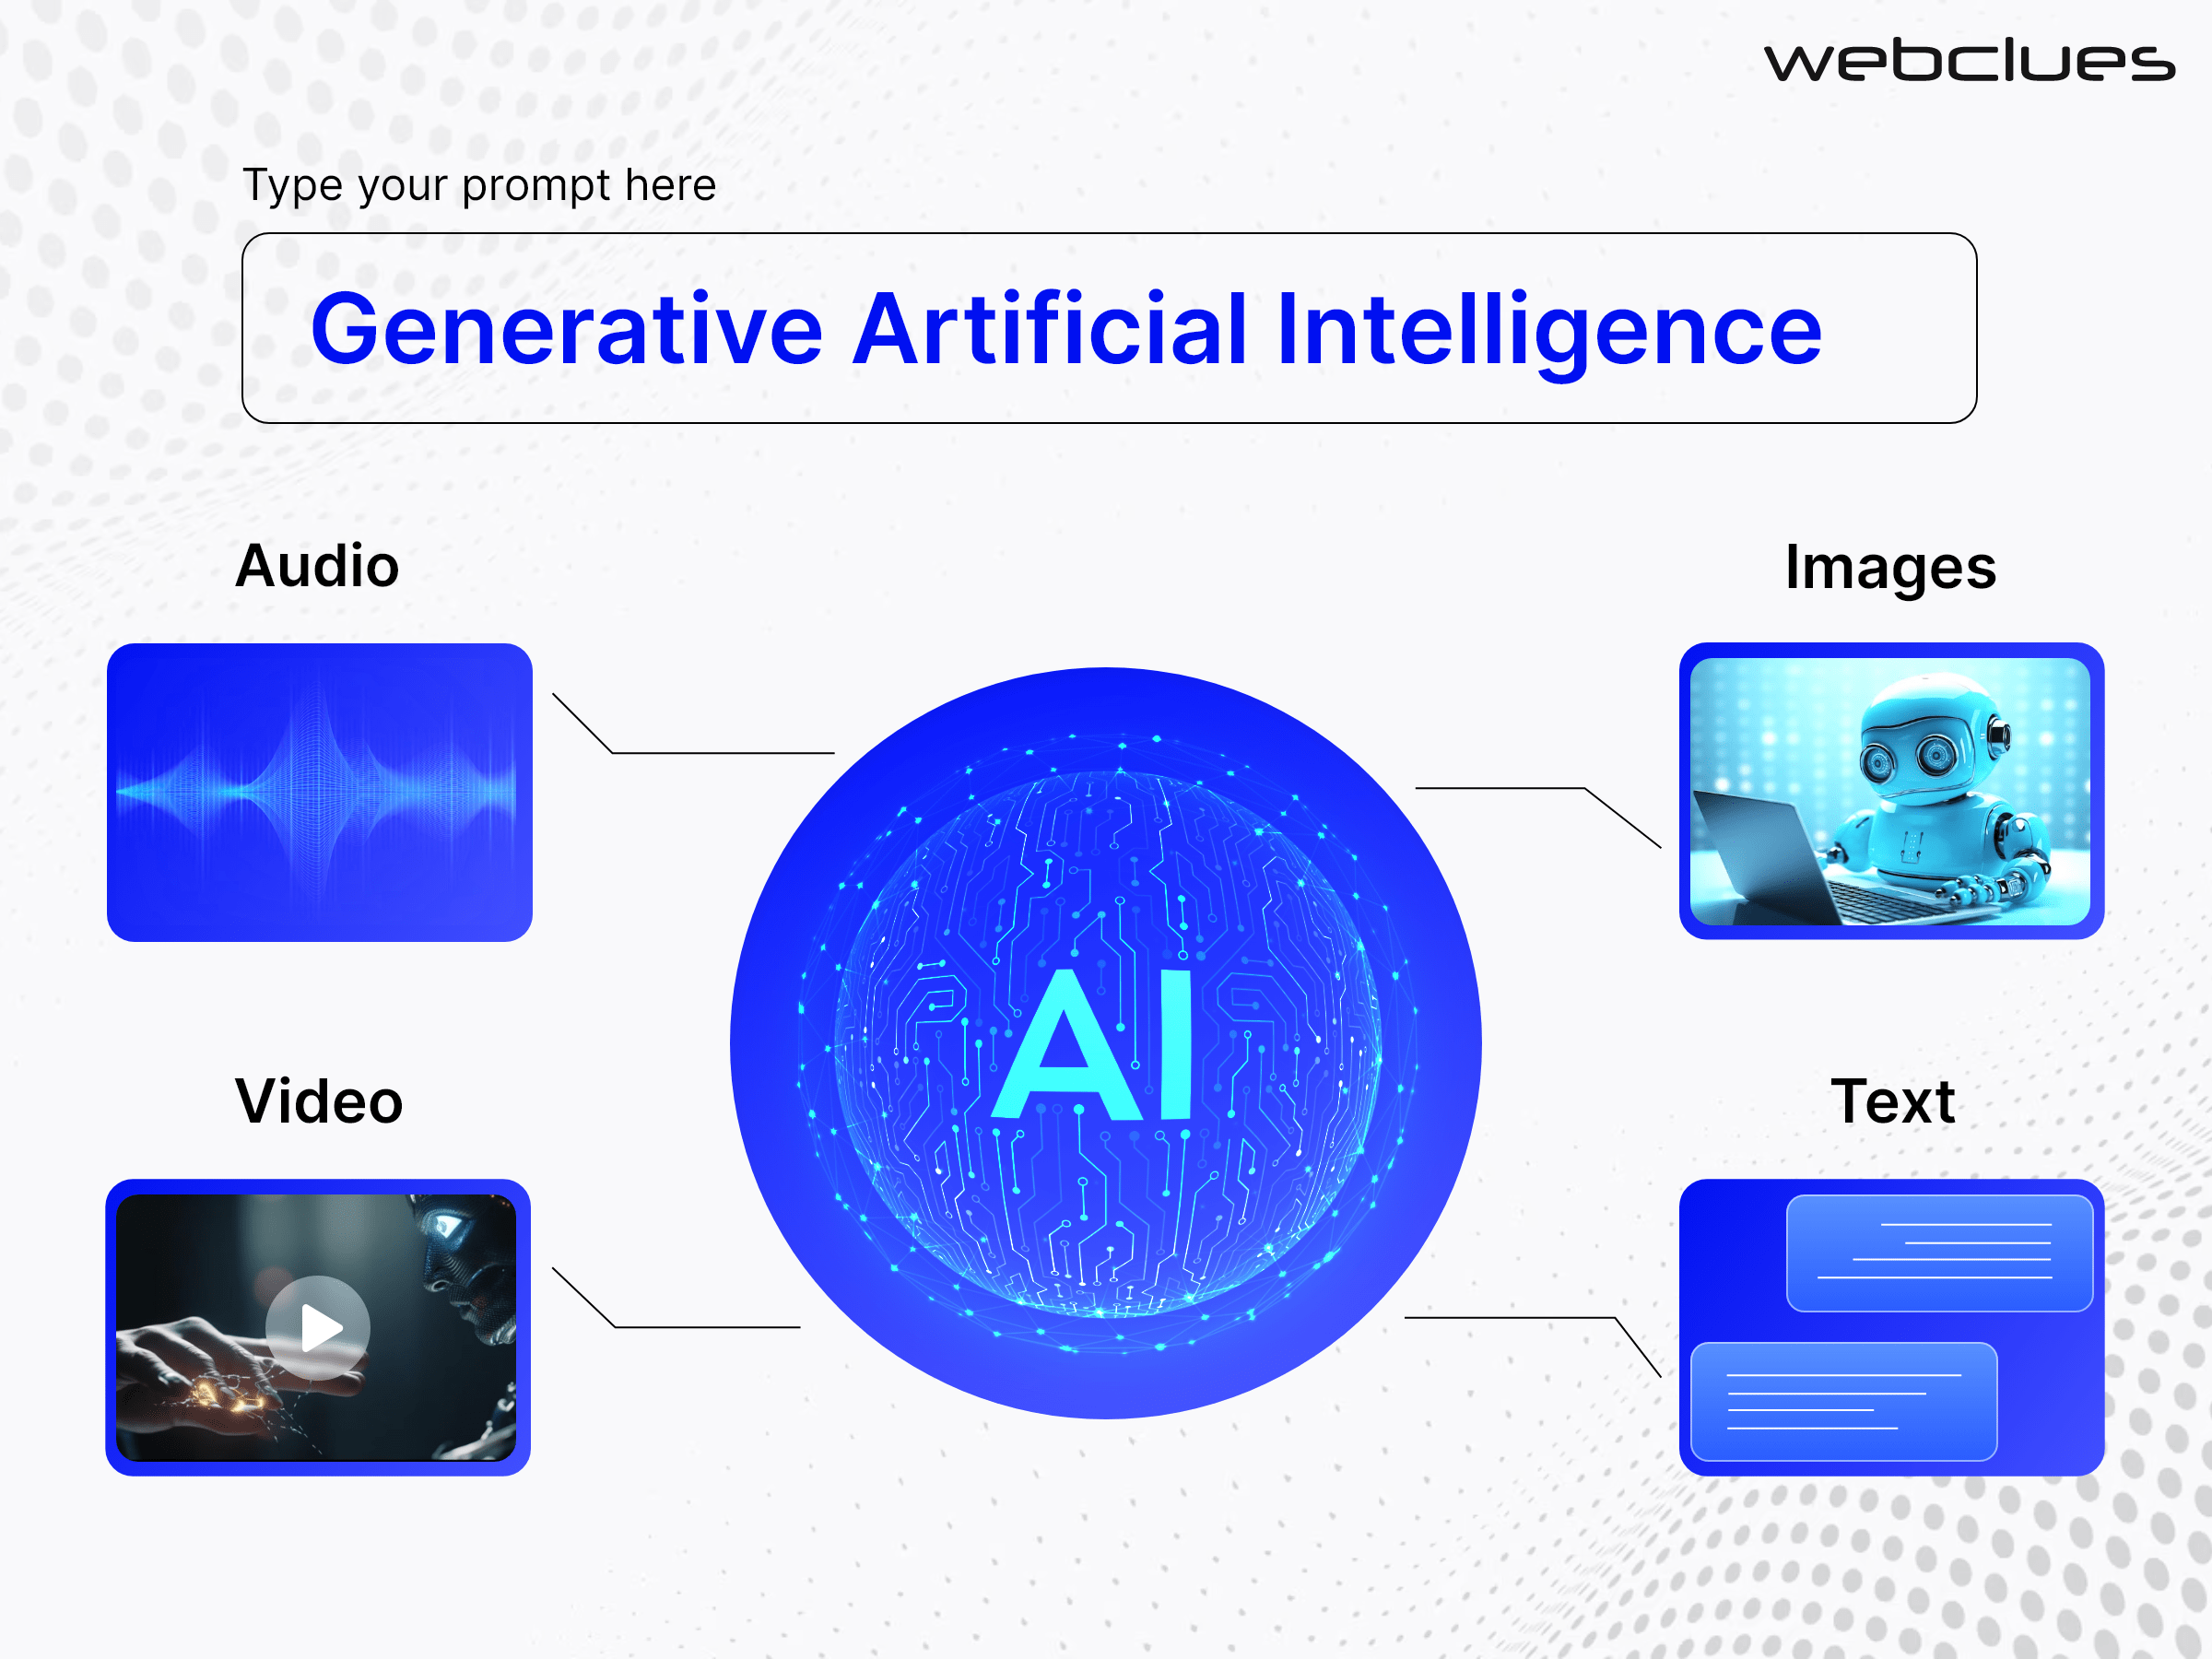 webclues
Type your prompt here
Generative Artificial Intelligence
Audio
Images
AI
Video
Text